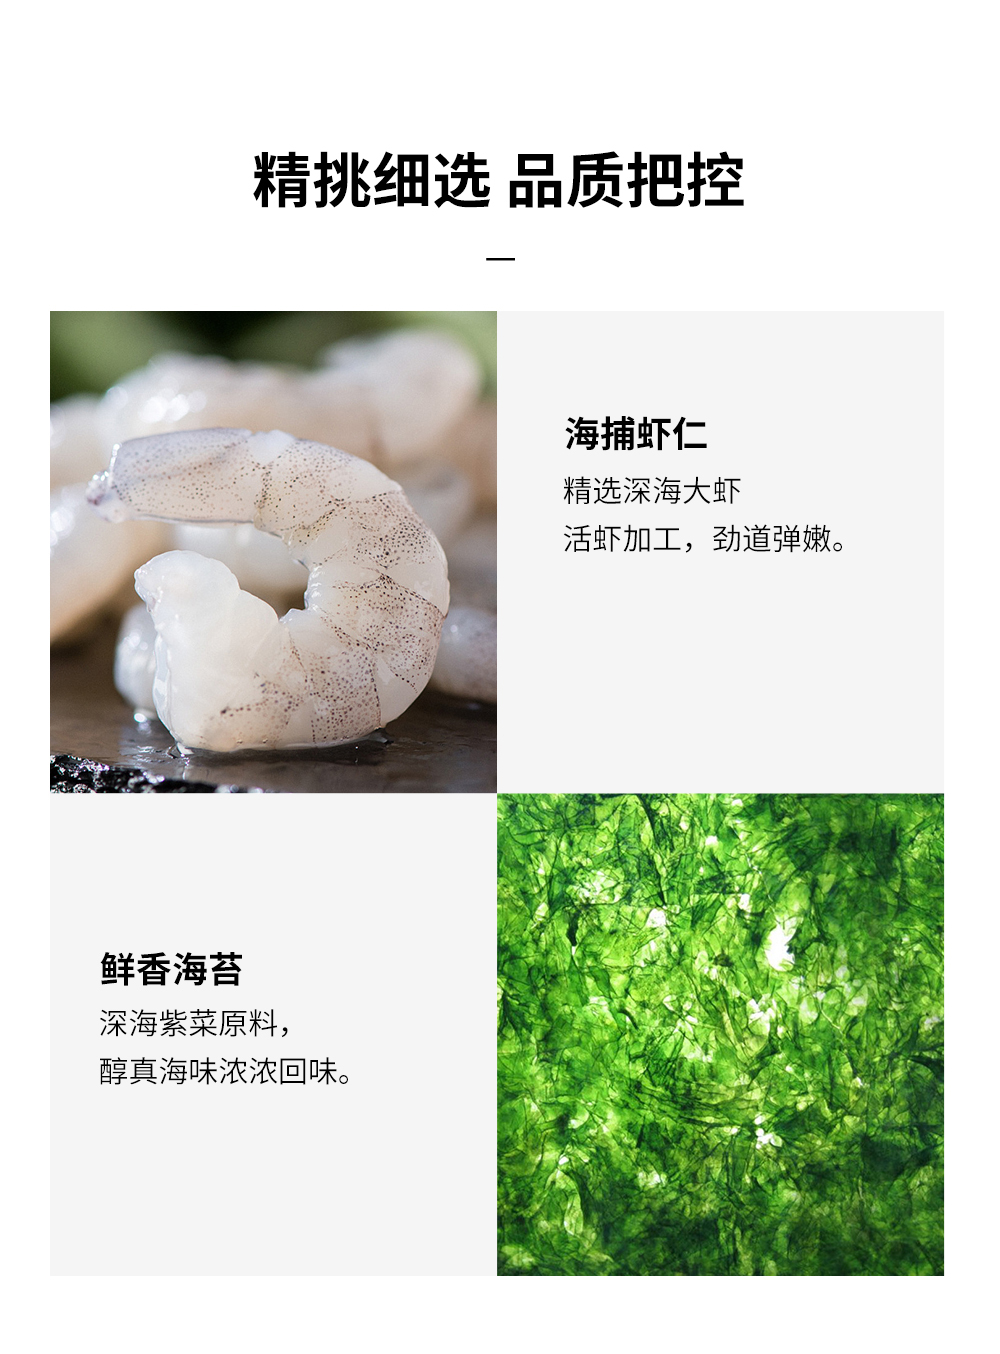 精挑细选 品质把控
海捕虾仁
精选深海大虾
活虾加工，劲道弹嫩。
鲜香海苔
深海紫菜原料，
醇真海味浓浓回味。